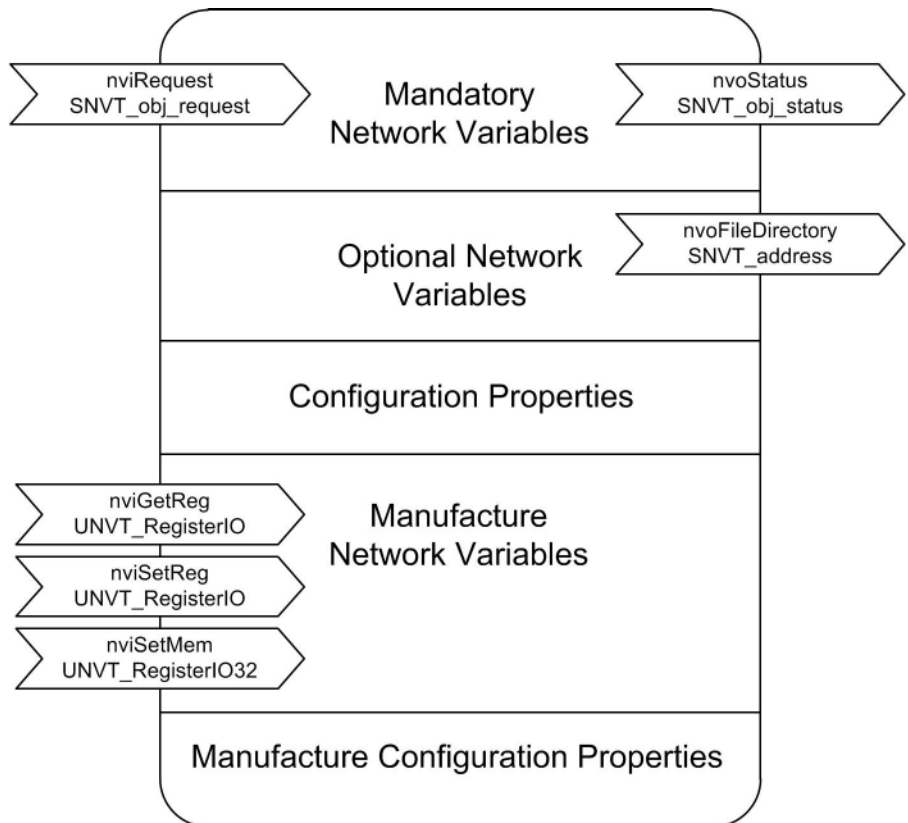 nviRequest
SNVT_obj_request
Mandatory
Network Variables
nvoStatus
SNVT_obj_status
Optional Network
Variables
nvoFileDirectory
SNVT_address
Configuration Properties
nviGetReg
UNVT_RegisterIO
nviSetReg
UNVT_RegisterIO
nviSetMem
UNVT_RegisterIO32
Manufacture
Network Variables
Manufacture Configuration Properties